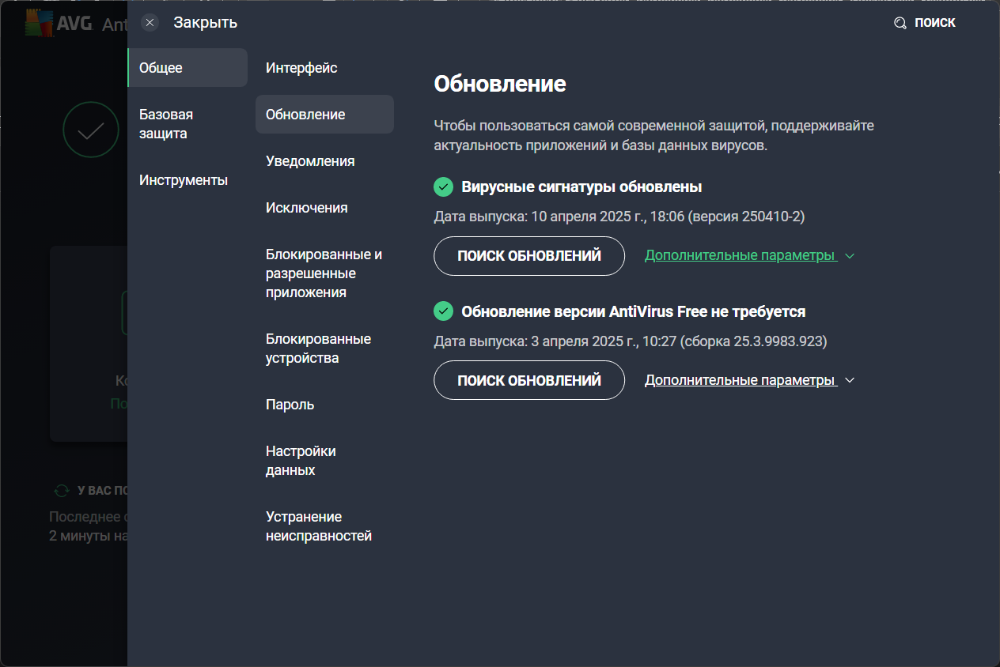 AVG Ant
Закрыть
ПОИСК
Общее
Базовая
защита
Инструменты
Интерфейс
Обновление
Уведомления
Исключения
Блокированные и
разрешенные
приложения
Блокированные
устройства
Пароль
Настройки
данных
Устранение
неисправностей
Обновление
Чтобы пользоваться самой современной защитой, поддерживайте
актуальность приложений и базы данных вирусов.
Вирусные сигнатуры обновлены
Дата выпуска: 10 апреля 2025 г., 18:06 (версия 250410-2)
ПОИСК ОБНОВЛЕНИЙ
Дополнительные параметры
Обновление версии AntiVirus Free не требуется
Дата выпуска: 3 апреля 2025 г., 10:27 (сборка 25.3.9983.923)
ПОИСК ОБНОВЛЕНИЙ
Дополнительные параметры
Ко
По
У ВАС ПО
Последнее
2 минуты на